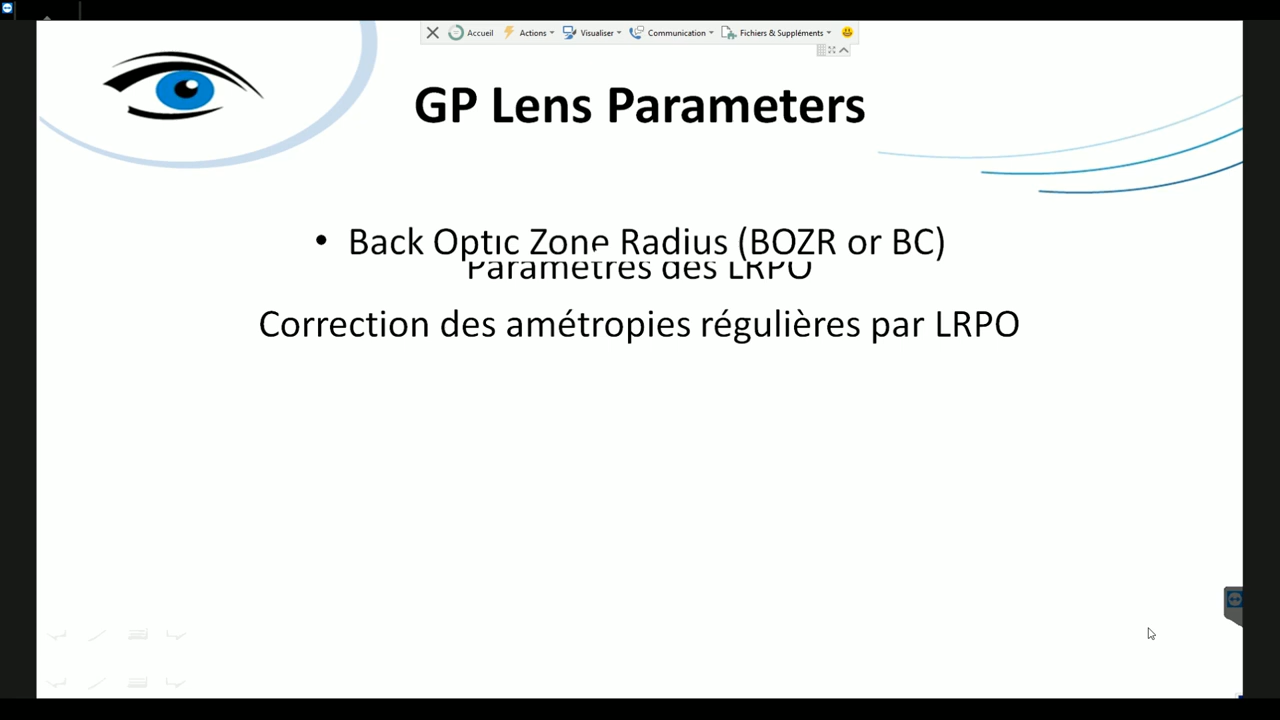 Accueil Actions Visualiser Communication Fichiers & Suppléments
GP Lens Parameters
• Back Optic Zone Radius (BOZR or BC)
Paramètres des LRPO
Correction des amétropies régulières par LRPO